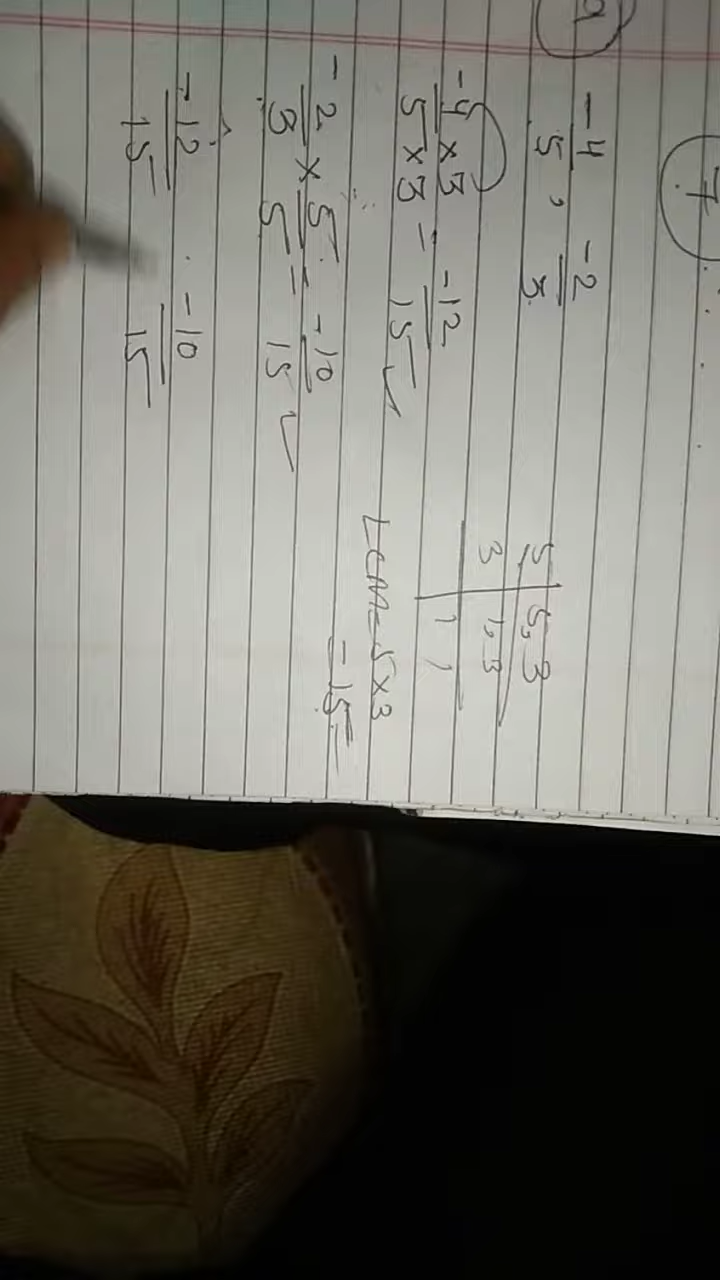 7
a) -4/5 , -2/3
-4×3/5×3 = -12/15
-2/3 × 5/5 = -10/15
-12/15 -10/15
5 | 5, 3
3 | 1, 3
1 1
LCM = 5×3
= 15